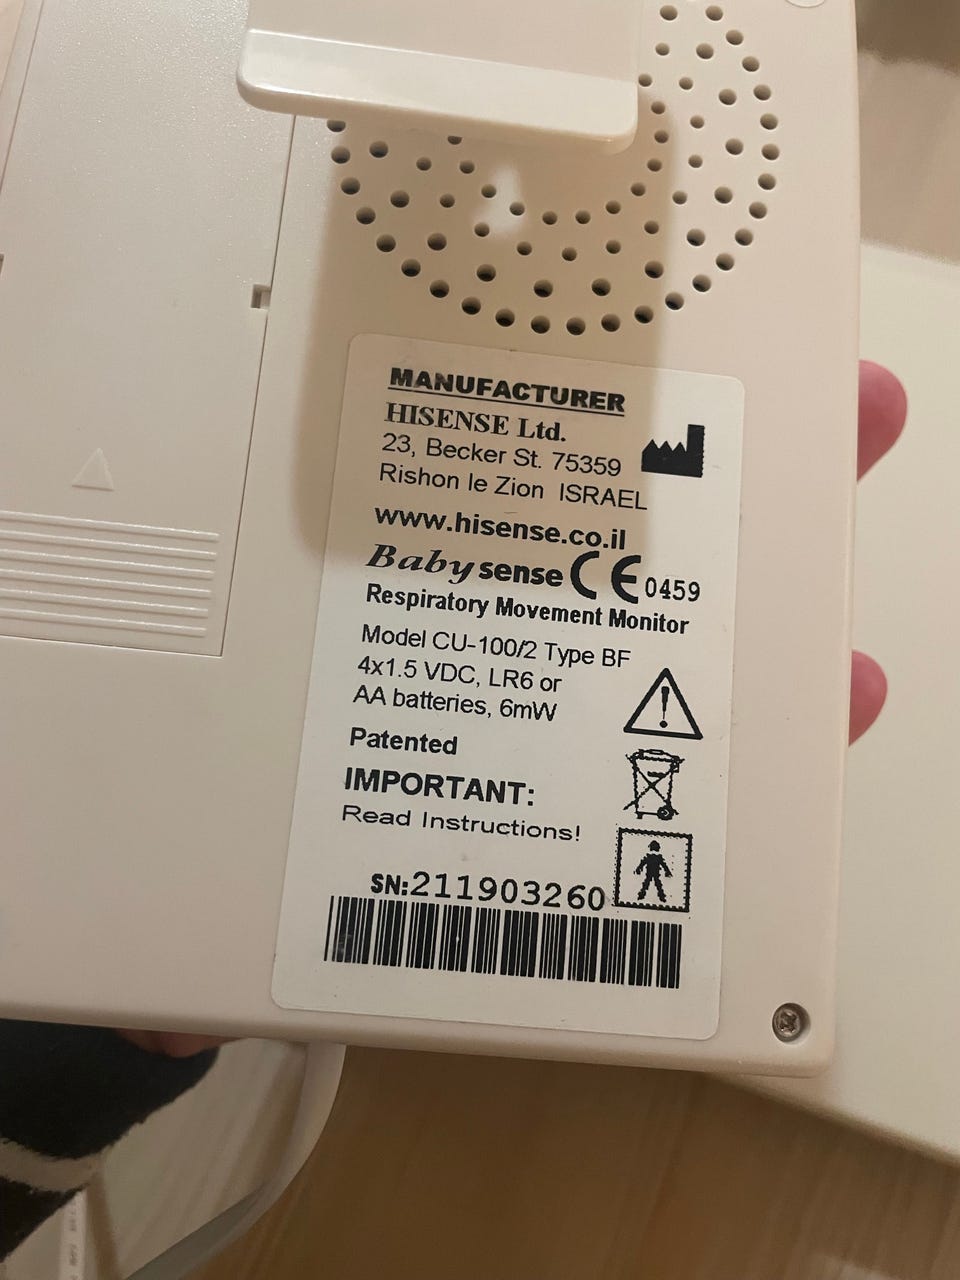 MANUFACTURER
HISENSE Ltd.
23, Becker St. 75359
Rishon le Zion ISRAEL
www.hisense.co.il
Babysense CE 0459
Respiratory Movement Monitor
Model CU-100/2 Type BF
4x1.5 VDC, LR6 or
AA batteries, 6mW
Patented
IMPORTANT:
Read Instructions!
SN:211903260